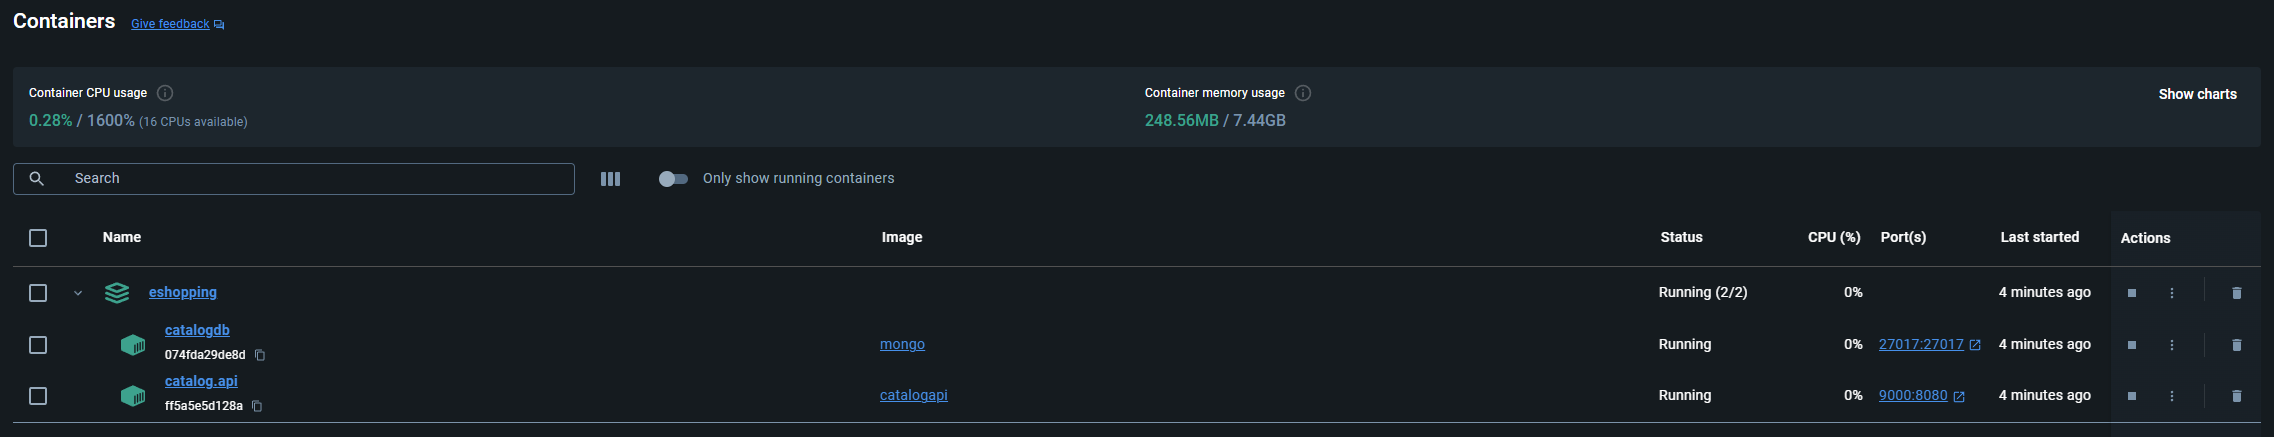 Containers Give feedback
Container CPU usage
0.28% / 1600% (16 CPUs available)
Container memory usage
248.56MB / 7.44GB
Show charts
Search
Only show running containers
Name Image Status CPU (%) Port(s) Last started Actions
eshopping Running (2/2) 0% 4 minutes ago
catalogdb
074fda29de8d
mongo Running 0% 27017:27017 4 minutes ago
catalog.api
ff5a5e5d128a
catalogapi Running 0% 9000:8080 4 minutes ago